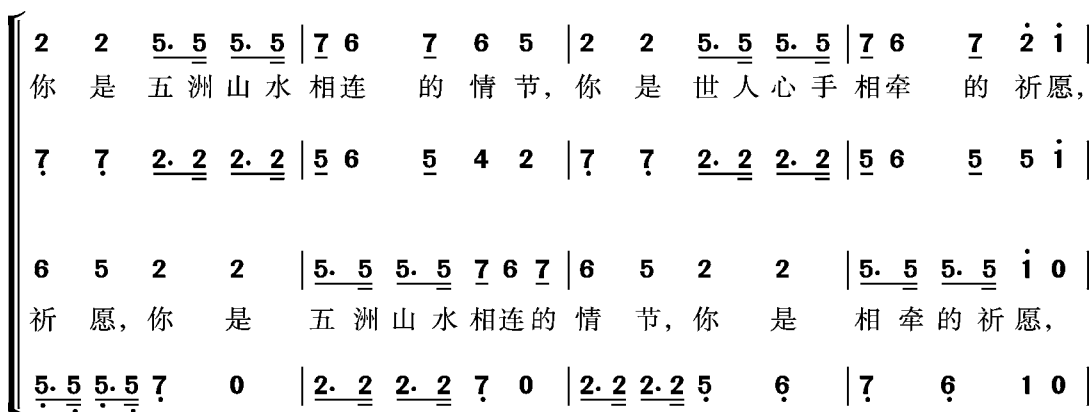 2 2 5. 5 5. 5 | 7 6 7 6 5 | 2 2 5. 5 5. 5 | 7 6 7 2̇ 1̇ |
你 是 五 洲 山 水 相 连 的 情 节, 你 是 世 人 心 手 相 牵 的 祈 愿,
7̣ 7̣ 2. 2 2. 2 | 5 6 5 4 2 | 7̣ 7̣ 2. 2 2. 2 | 5 6 5 5 1̇ |
6 5 2 2 | 5. 5 5. 5 7 6 7 | 6 5 2 2 | 5. 5 5. 5 1̇ 0 |
祈 愿, 你 是 五 洲 山 水 相 连 的 情 节, 你 是 相 牵 的 祈 愿,
5̣. 5̣ 5̣. 5̣ 7̣ 0 | 2. 2 2. 2 7̣ 0 | 2. 2 2. 2 5̣ 6̣ | 7̣ 6̣ 1 0 |